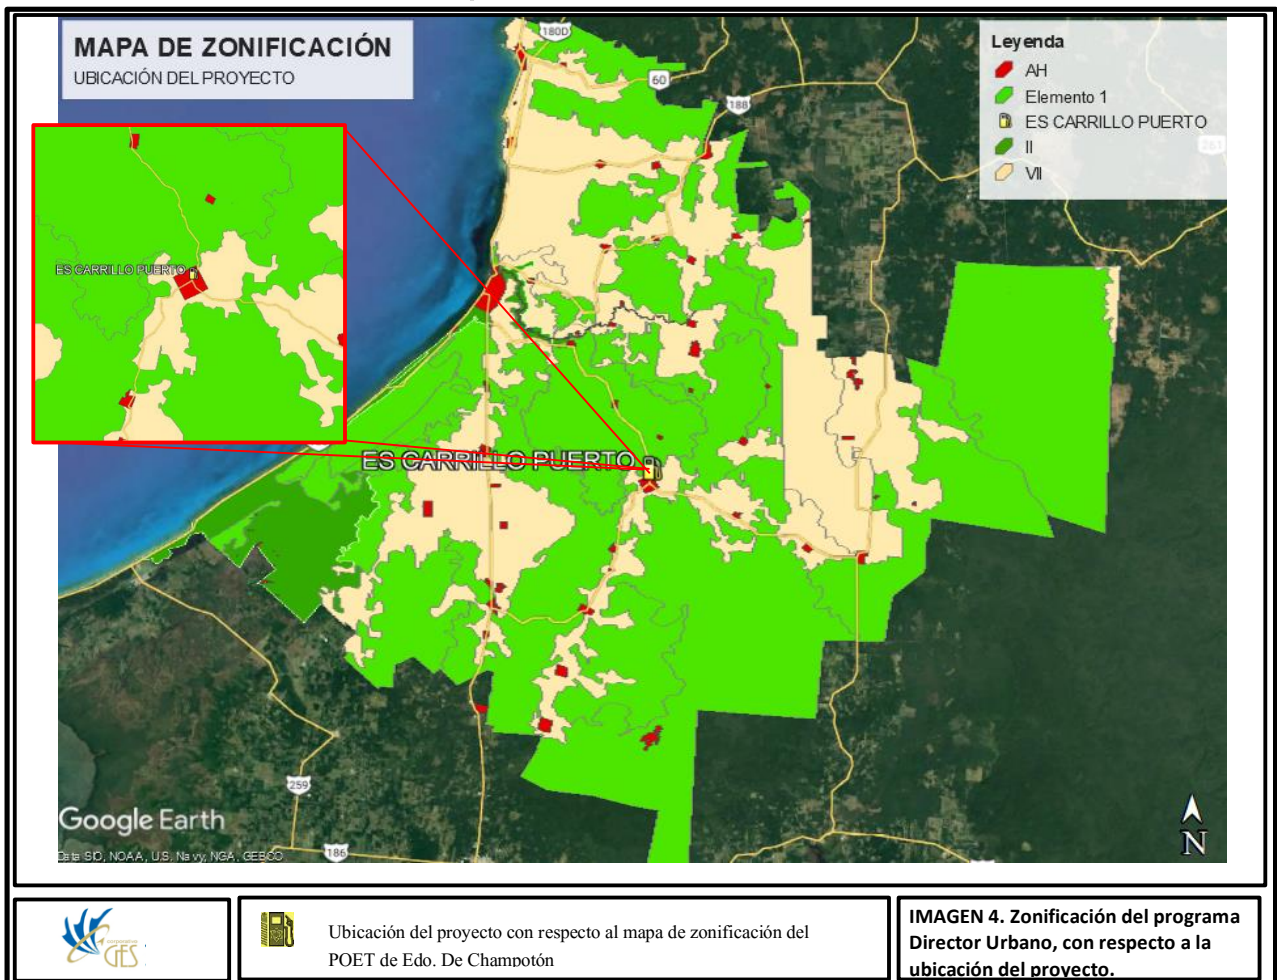 MAPA DE ZONIFICACIÓN
UBICACIÓN DEL PROYECTO
180D
60
188
261
Leyenda
AH
Elemento 1
ES CARRILLO PUERTO
II
VII
ES CARRILLO PUERTO
ES CARRILLO PUERTO
259
186
Google Earth
Data SIO, NOAA, U.S. Navy, NGA, GEBCO
N
corporativo
GES
Ubicación del proyecto con respecto al mapa de zonificación del
POET de Edo. De Champotón
IMAGEN 4. Zonificación del programa
Director Urbano, con respecto a la
ubicación del proyecto.